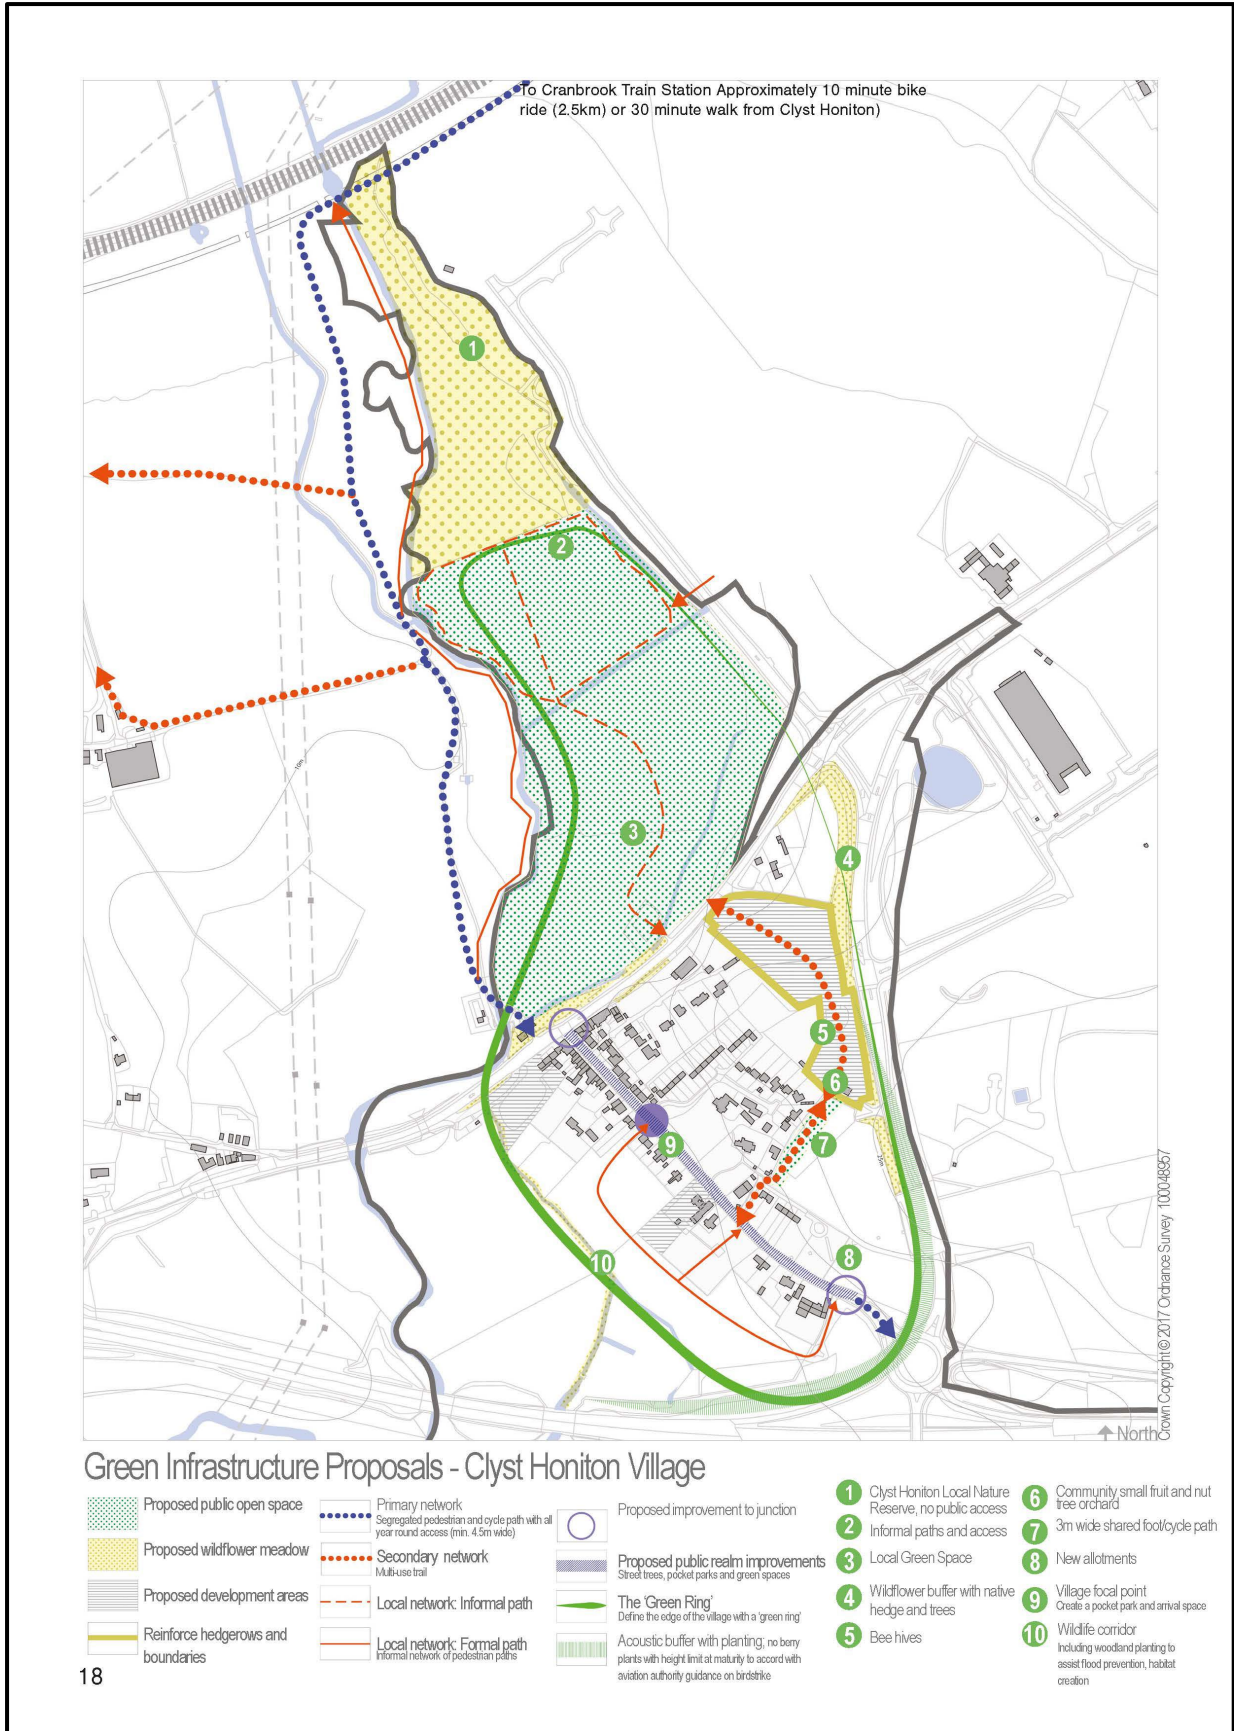 To Cranbrook Train Station Approximately 10 minute bike
ride (2.5km) or 30 minute walk from Clyst Honiton)
1
2
3
4
5
6
7
8
9
10
10m
15m
Crown Copyright © 2017 Ordnance Survey 100048957
North
Green Infrastructure Proposals - Clyst Honiton Village
Proposed public open space
Proposed wildflower meadow
Proposed development areas
Reinforce hedgerows and
boundaries
Primary network
Segregated pedestrian and cycle path with all
year round access (min. 4.5m wide)
Secondary network
Multi-use trail
Local network: Informal path
Local network: Formal path
Informal network of pedestrian paths
Proposed improvement to junction
Proposed public realm improvements
Street trees, pocket parks and green spaces
The 'Green Ring'
Define the edge of the village with a 'green ring'
Acoustic buffer with planting; no berry
plants with height limit at maturity to accord with
aviation authority guidance on birdstrike
1 Clyst Honiton Local Nature
Reserve, no public access
2 Informal paths and access
3 Local Green Space
4 Wildflower buffer with native
hedge and trees
5 Bee hives
6 Community small fruit and nut
tree orchard
7 3m wide shared foot/cycle path
8 New allotments
9 Village focal point
Create a pocket park and arrival space
10 Wildlife corridor
Including woodland planting to
assist flood prevention, habitat
creation
18